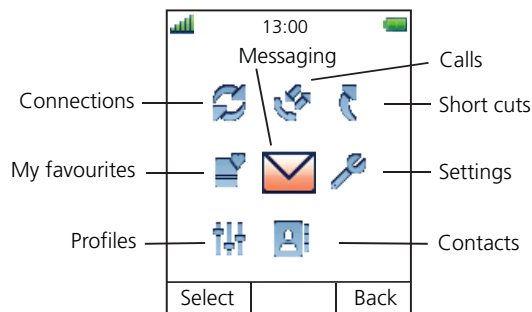 13:00
Messaging
Calls
Connections
Short cuts
My favourites
Settings
Profiles
Contacts
Select
Back